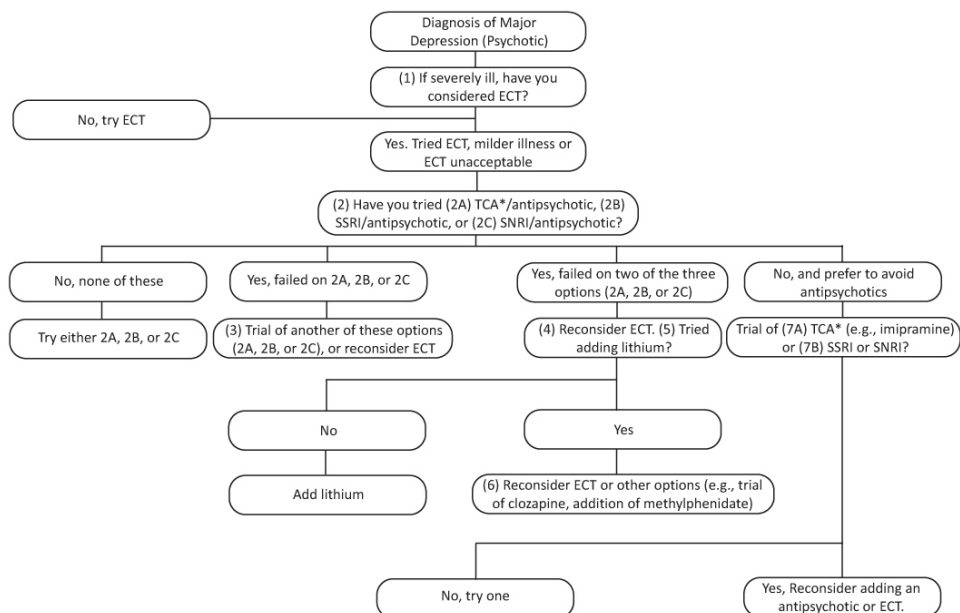 Diagnosis of Major
Depression (Psychotic)
(1) If severely ill, have you
considered ECT?
No, try ECT
Yes. Tried ECT, milder illness or
ECT unacceptable
(2) Have you tried (2A) TCA*/antipsychotic, (2B)
SSRI/antipsychotic, or (2C) SNRI/antipsychotic?
No, none of these
Yes, failed on 2A, 2B, or 2C
Yes, failed on two of the three
options (2A, 2B, or 2C)
No, and prefer to avoid
antipsychotics
Try either 2A, 2B, or 2C
(3) Trial of another of these options
(2A, 2B, or 2C), or reconsider ECT
(4) Reconsider ECT. (5) Tried
adding lithium?
Trial of (7A) TCA* (e.g., imipramine)
or (7B) SSRI or SNRI?
No
Yes
Add lithium
(6) Reconsider ECT or other options (e.g., trial
of clozapine, addition of methylphenidate)
No, try one
Yes, Reconsider adding an
antipsychotic or ECT.